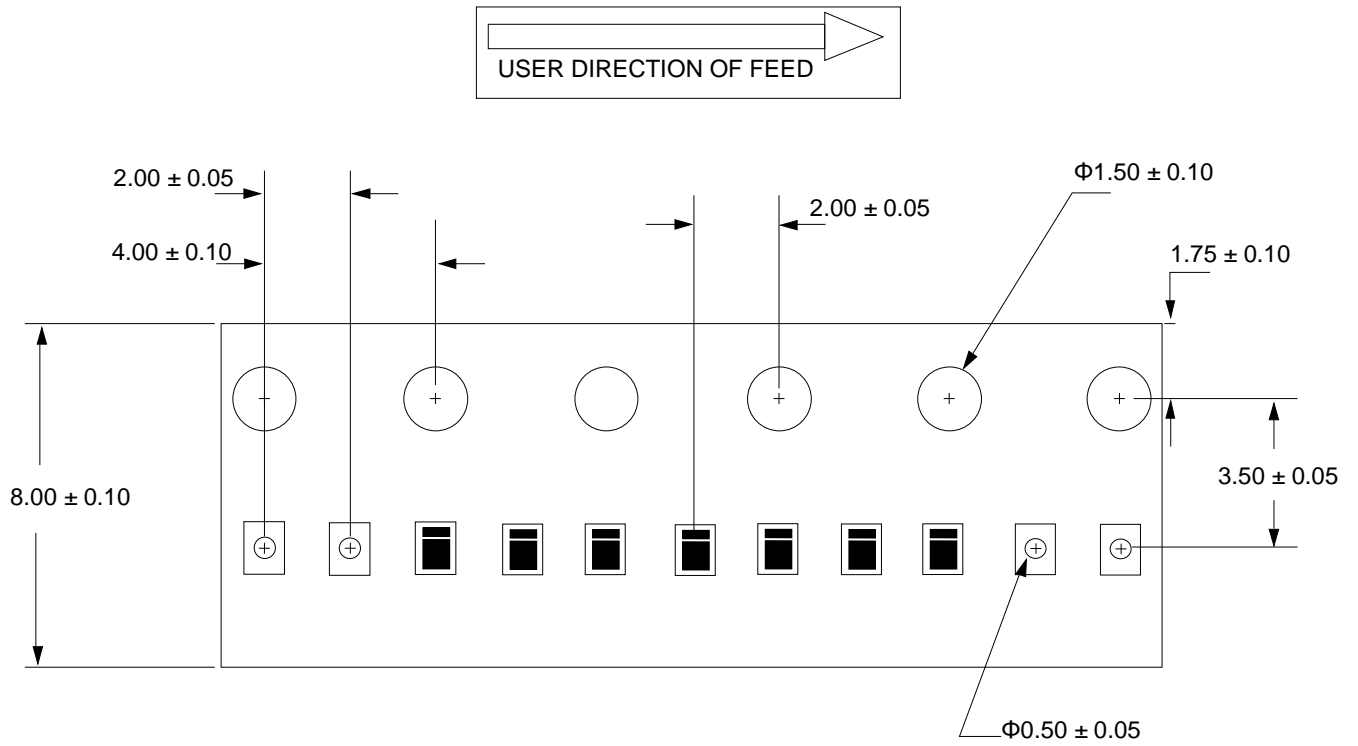 USER DIRECTION OF FEED
2.00 ± 0.05
Φ1.50 ± 0.10
2.00 ± 0.05
4.00 ± 0.10
1.75 ± 0.10
3.50 ± 0.05
8.00 ± 0.10
Φ0.50 ± 0.05